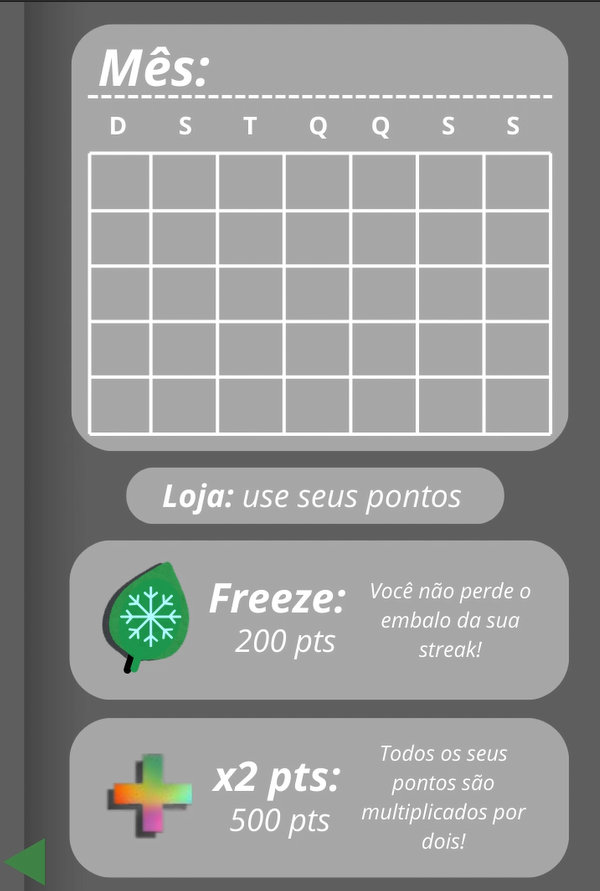 Mês:
D S T Q Q S S
Loja: use seus pontos
Freeze:
200 pts
Você não perde o
embalo da sua
streak!
x2 pts:
500 pts
Todos os seus
pontos são
multiplicados por
dois!